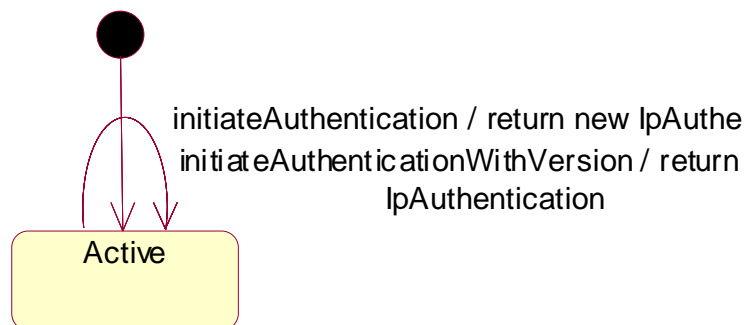 initiateAuthentication / return new IpAuthe
initiateAuthenticationWithVersion / return
IpAuthentication
Active